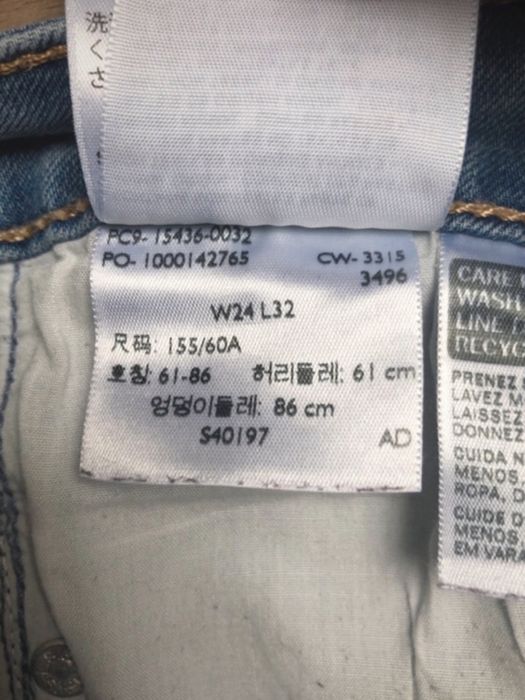 洗
く
さ
PC9- 15436-0032
PO- 1000142765
CW- 3315
3496
W24 L32
尺码: 155/60A
호칭: 61-86 허리둘레: 61 cm
엉덩이둘레: 86 cm
S40197 AD
CARE
WASH
LINE
RECYC
PRENEZ
LAVEZ M
LAISSEZ
DONNEZ
CUIDA N
MENOS
ROPA, D
CUIDE D
MENOS
EM VARA